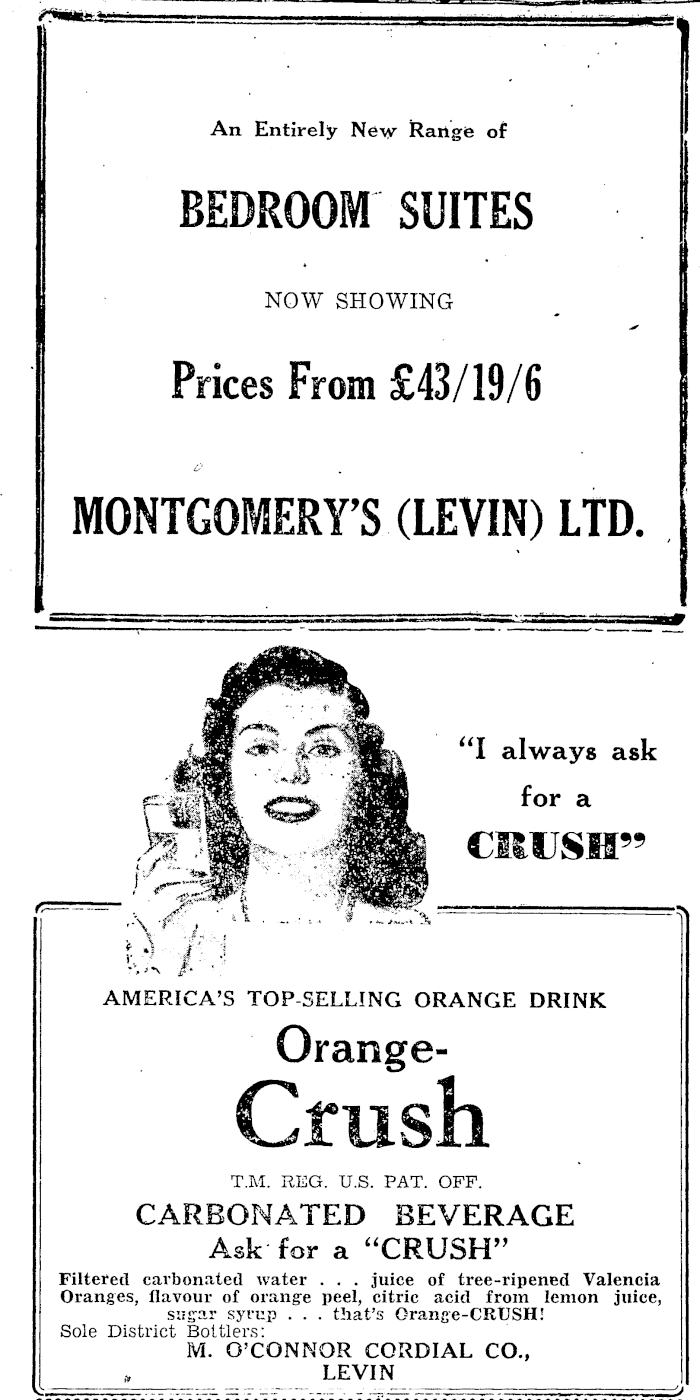 An Entirely New Range of
BEDROOM SUITES
NOW SHOWING
Prices From £43/19/6
MONTGOMERY'S (LEVIN) LTD.
"I always ask
for a
CRUSH"
AMERICA'S TOP-SELLING ORANGE DRINK
Orange-
Crush
T.M. REG. U.S. PAT. OFF.
CARBONATED BEVERAGE
Ask for a "CRUSH"
Filtered carbonated water . . . juice of tree-ripened Valencia
Oranges, flavour of orange peel, citric acid from lemon juice,
sugar syrup . . . that's Orange-CRUSH!
Sole District Bottlers:
M. O'CONNOR CORDIAL CO.,
LEVIN